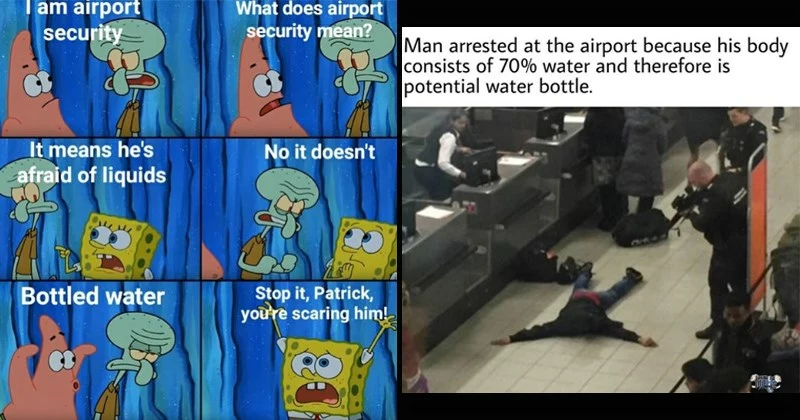 I am airport
security
What does airport
security mean?
It means he's
afraid of liquids
No it doesn't
Bottled water
Stop it, Patrick,
you're scaring him!
Man arrested at the airport because his body
consists of 70% water and therefore is
potential water bottle.